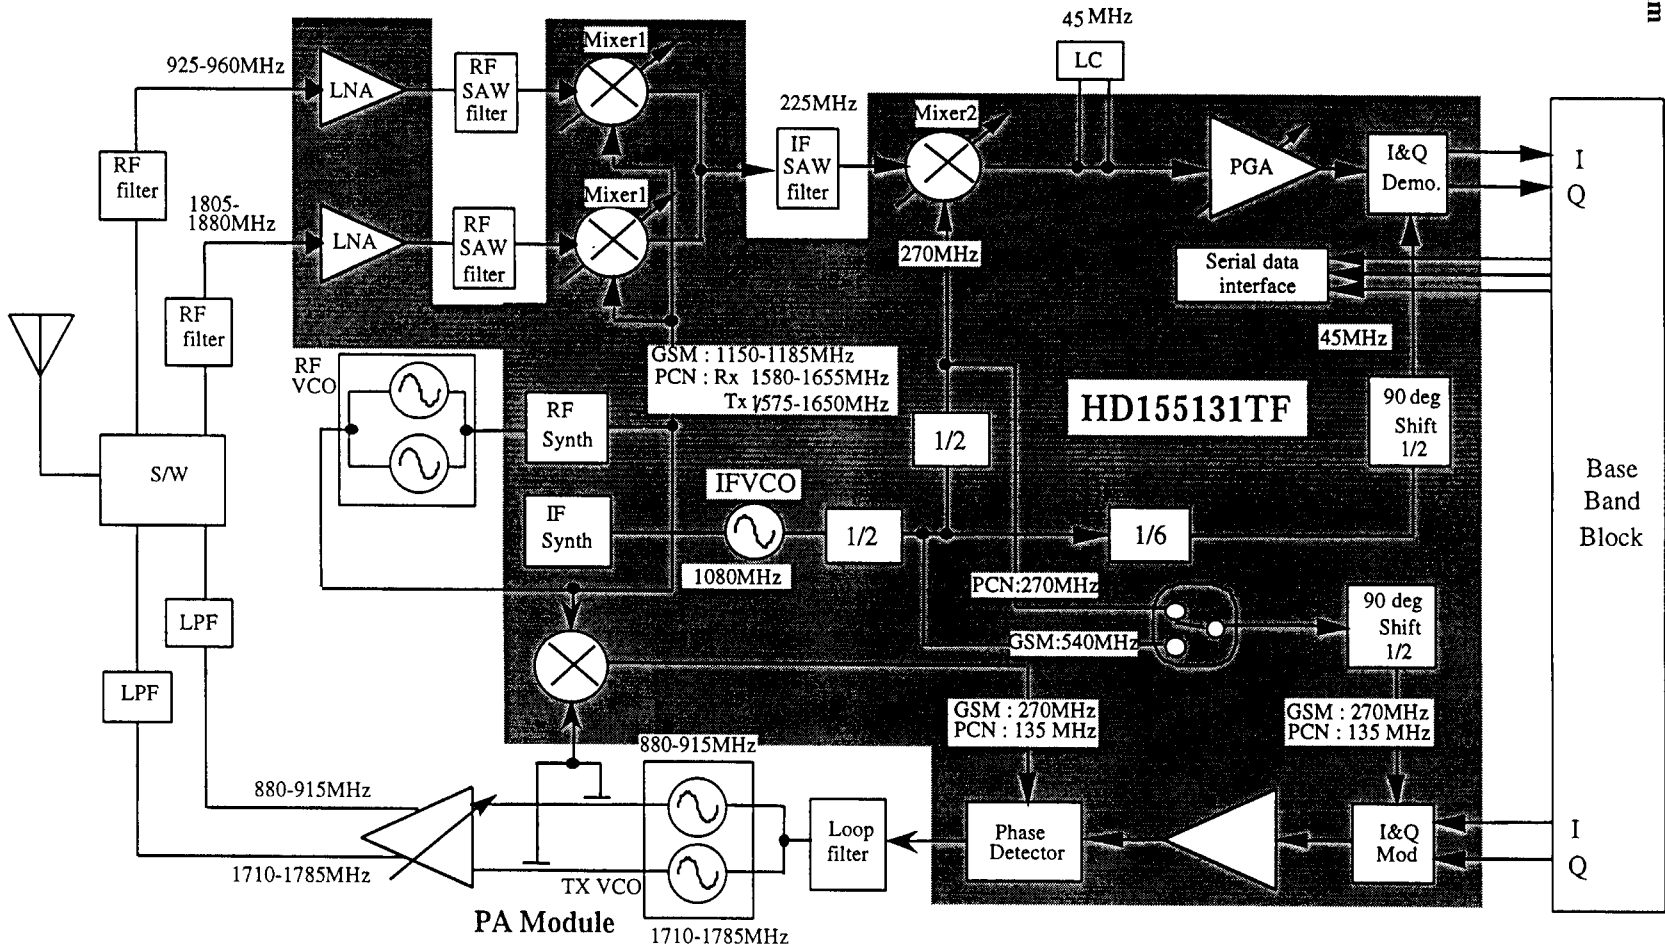 m
45 MHz
LC
925-960MHz
LNA
RF
SAW
filter
Mixer1
225MHz
IF
SAW
filter
Mixer2
PGA
I&Q
Demo.
I
Q
RF
filter
1805-
1880MHz
LNA
RF
SAW
filter
Mixer1
270MHz
Serial data
interface
45MHz
RF
filter
RF
VCO
GSM : 1150-1185MHz
PCN : Rx 1580-1655MHz
Tx 1575-1650MHz
HD155131TF
90 deg
Shift
1/2
RF
Synth
1/2
S/W
IFVCO
IF
Synth
1/2
1/6
1080MHz
Base
Band
Block
PCN:270MHz
GSM:540MHz
90 deg
Shift
1/2
LPF
LPF
GSM : 270MHz
PCN : 135 MHz
GSM : 270MHz
PCN : 135 MHz
880-915MHz
880-915MHz
1710-1785MHz
TX VCO
PA Module
1710-1785MHz
Loop
filter
Phase
Detector
I&Q
Mod
I
Q